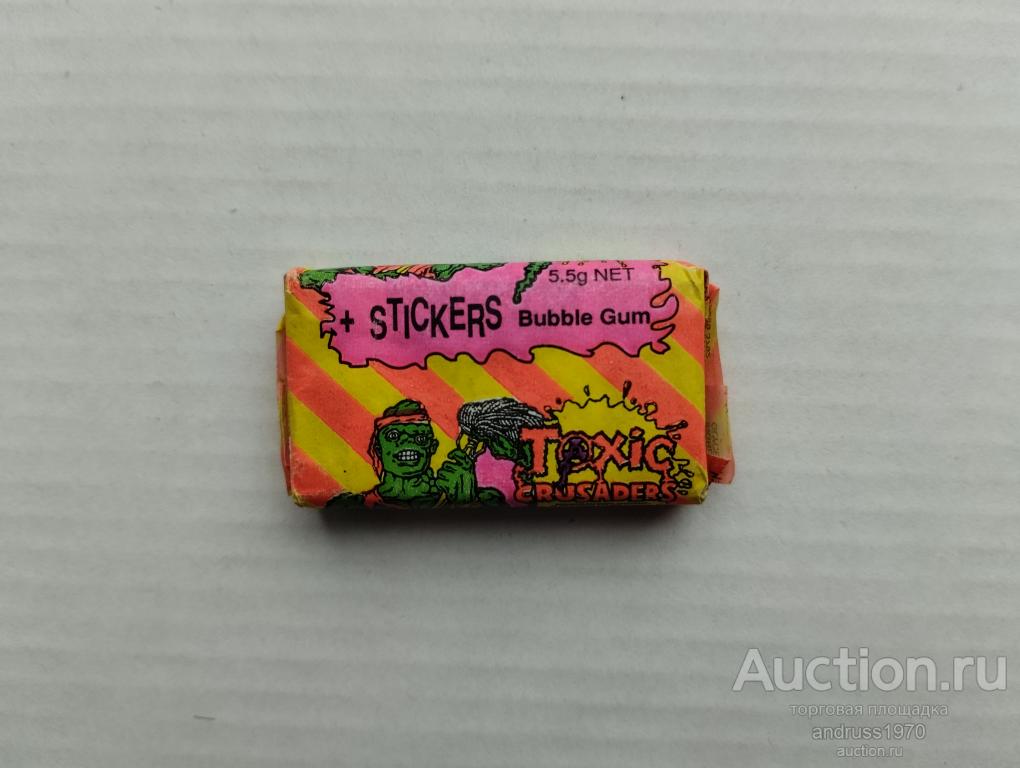 5.5g NET
+ STICKERS Bubble Gum
TOXIC
CRUSADERS
Auction.ru
торговая площадка
andruss1970
auction.ru